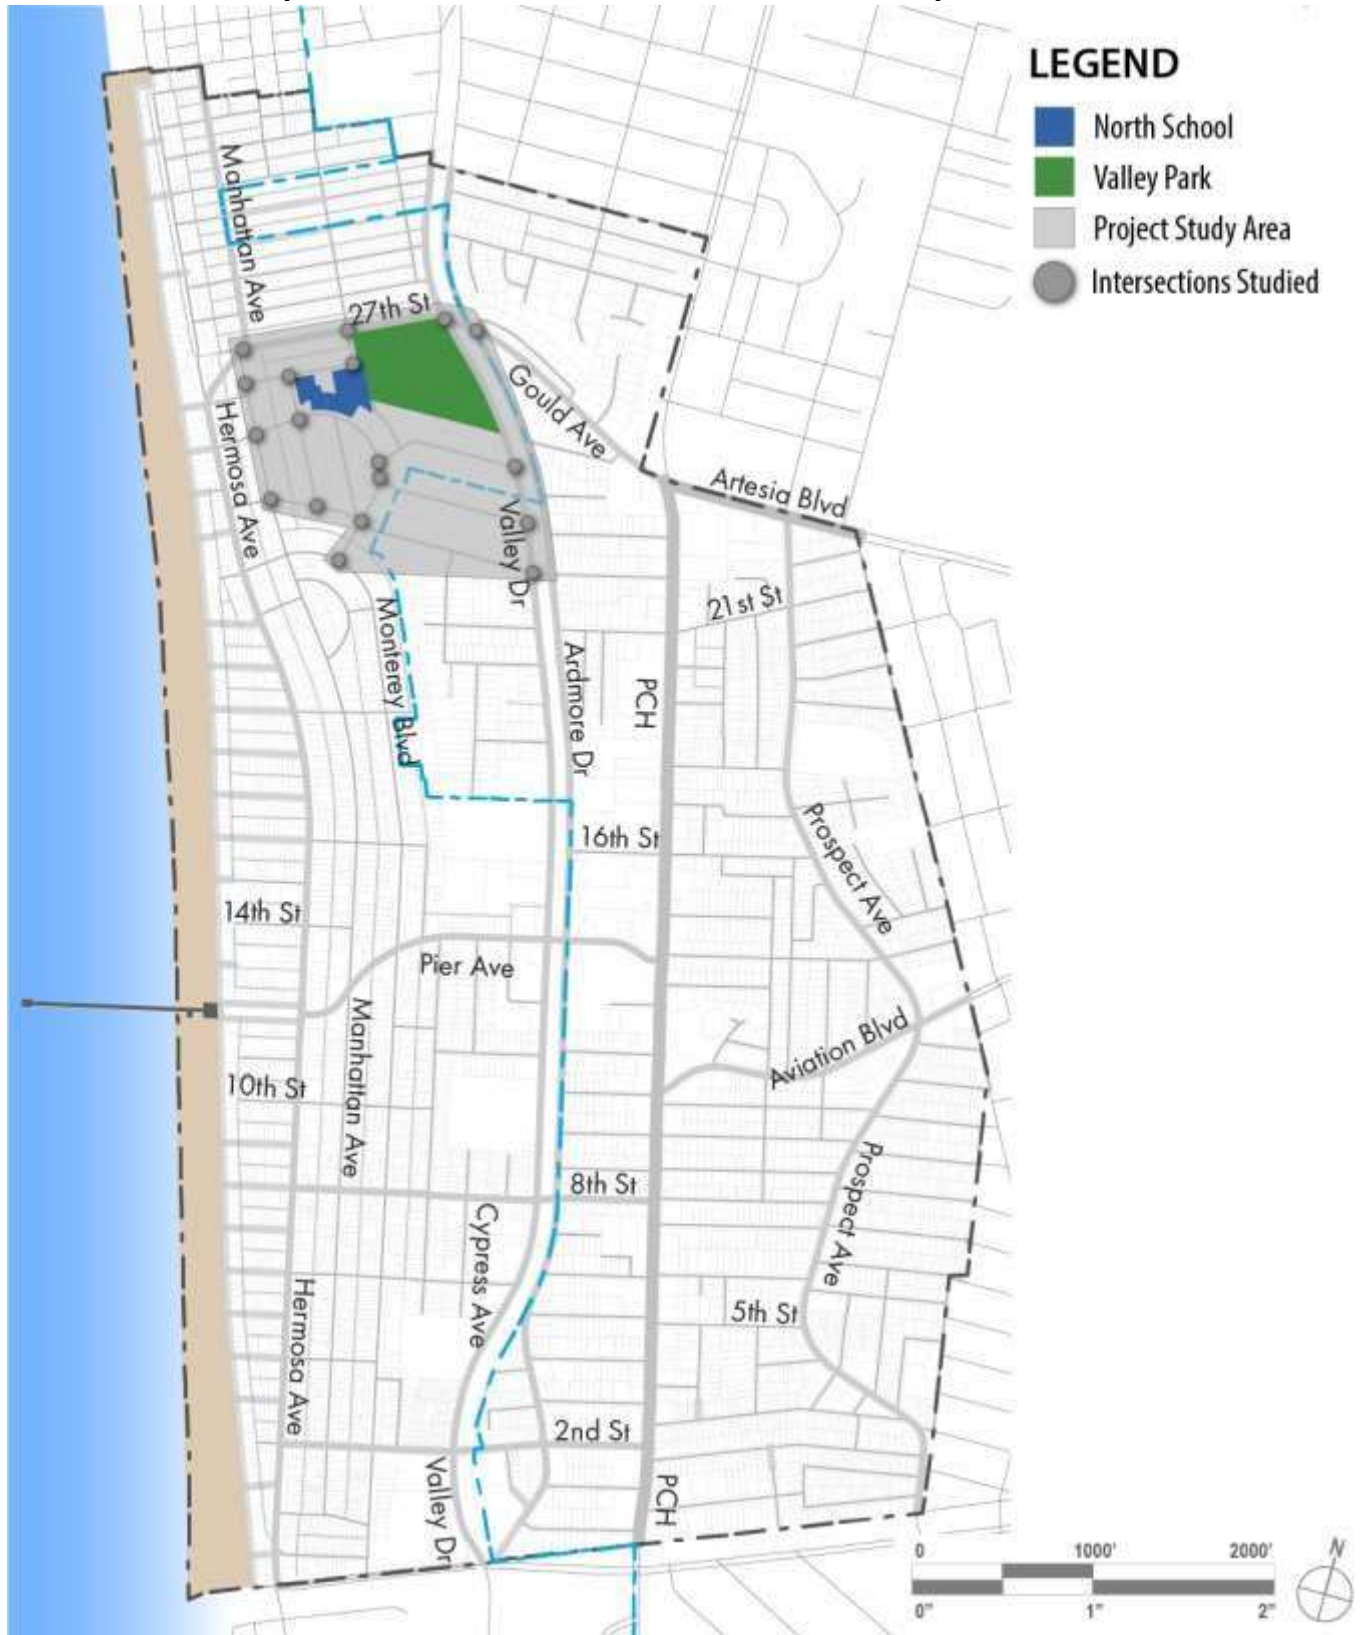 LEGEND
North School
Valley Park
Project Study Area
Intersections Studied
Manhattan Ave
27th St
Gould Ave
Hermosa Ave
Artesia Blvd
Valley Dr
21st St
Monterey Blvd
Ardmore Dr
PCH
16th St
Prospect Ave
14th St
Pier Ave
Manhattan Ave
Aviation Blvd
10th St
8th St
Prospect Ave
Cypress Ave
Hermosa Ave
5th St
2nd St
Valley Dr
PCH
0 1000' 2000'
0" 1" 2"
N